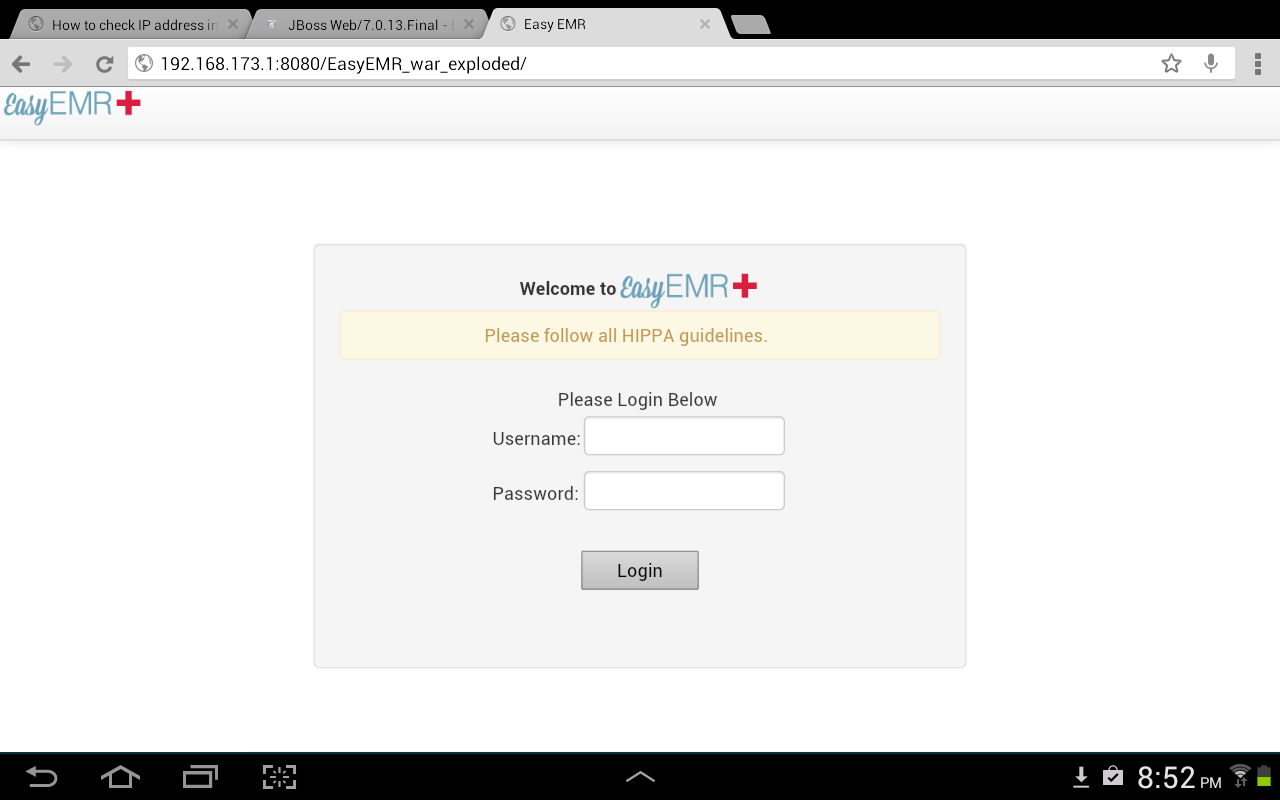 How to check IP address in
JBoss Web/7.0.13.Final -
Easy EMR
192.168.173.1:8080/EasyEMR_war_exploded/
EasyEMR
Welcome to EasyEMR
Please follow all HIPPA guidelines.
Please Login Below
Username:
Password:
Login
8:52 PM